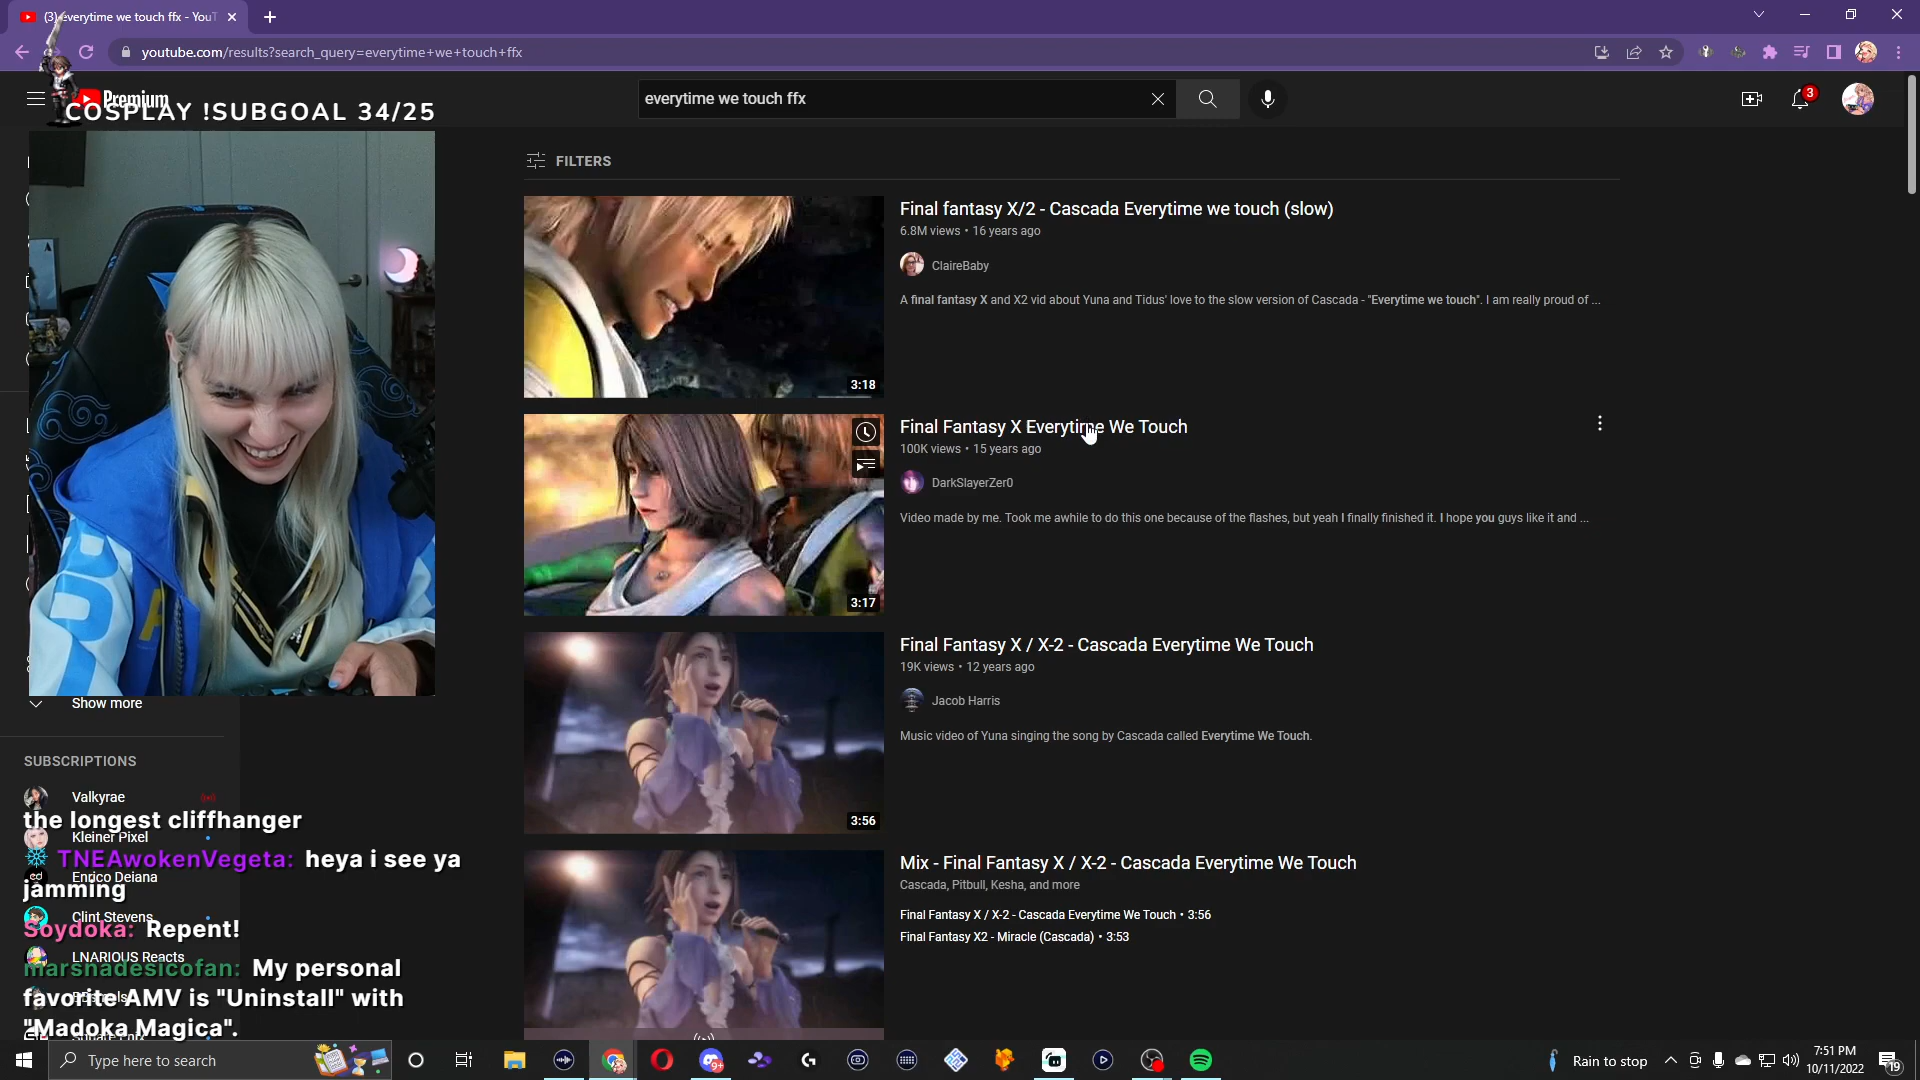 (3) everytime we touch ffx - YouT
youtube.com/results?search_query=everytime+we+touch+ffx
Premium
COSPLAY !SUBGOAL 34/25
everytime we touch ffx
3
FILTERS
Final fantasy X/2 - Cascada Everytime we touch (slow)
6.8M views • 16 years ago
ClaireBaby
A final fantasy X and X2 vid about Yuna and Tidus' love to the slow version of Cascada - "Everytime we touch". I am really proud of ...
3:18
Final Fantasy X Everytime We Touch
100K views • 15 years ago
DarkSlayerZer0
Video made by me. Took me awhile to do this one because of the flashes, but yeah I finally finished it. I hope you guys like it and ...
3:17
Final Fantasy X / X-2 - Cascada Everytime We Touch
19K views • 12 years ago
Jacob Harris
Music video of Yuna singing the song by Cascada called Everytime We Touch.
3:56
Mix - Final Fantasy X / X-2 - Cascada Everytime We Touch
Cascada, Pitbull, Kesha, and more
Final Fantasy X / X-2 - Cascada Everytime We Touch • 3:56
Final Fantasy X2 - Miracle (Cascada) • 3:53
Show more
SUBSCRIPTIONS
Valkyrae
the longest cliffhanger
Kleiner Pixel
TNEAwokenVegeta: heya i see ya
Enrico Deiana
jamming
Clint Stevens
Soydoka: Repent!
LNARIOUS Reacts
marshadesicofan: My personal
favorite AMV is "Uninstall" with
"Madoka Magica".
Type here to search
9+
Rain to stop
7:51 PM
10/11/2022
19